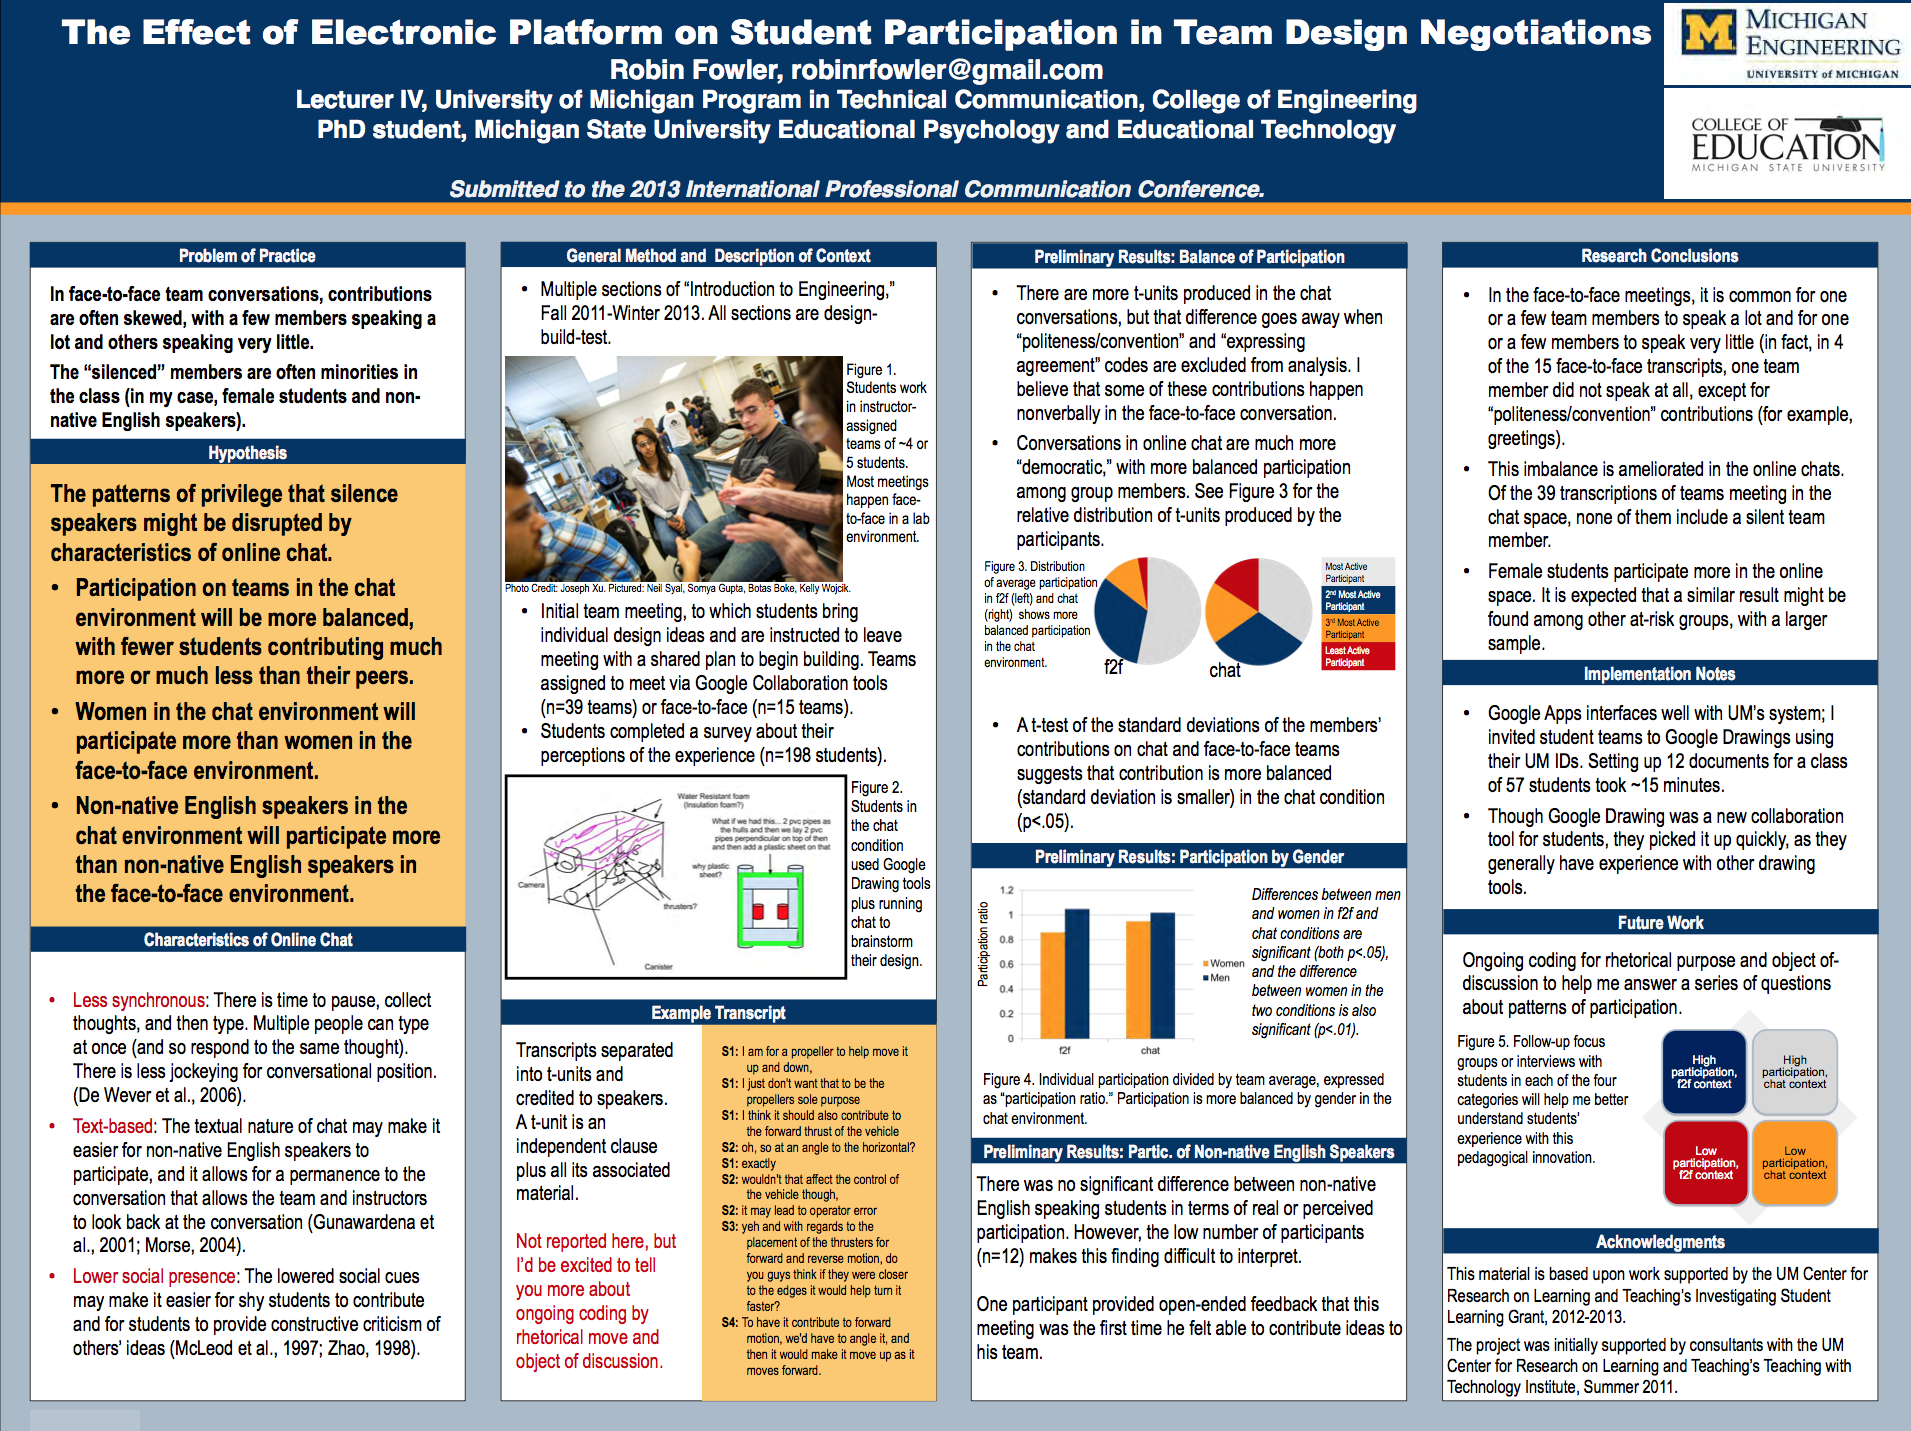 The Effect of Electronic Platform on Student Participation in Team Design Negotiations
Robin Fowler, robinrfowler@gmail.com
Lecturer IV, University of Michigan Program in Technical Communication, College of Engineering
PhD student, Michigan State University Educational Psychology and Educational Technology
Submitted to the 2013 International Professional Communication Conference.
M
MICHIGAN
ENGINEERING
UNIVERSITY of MICHIGAN
COLLEGE OF
EDUCATION
MICHIGAN STATE UNIVERSITY
Problem of Practice
In face-to-face team conversations, contributions
are often skewed, with a few members speaking a
lot and others speaking very little.
The “silenced” members are often minorities in
the class (in my case, female students and non-
native English speakers).
Hypothesis
The patterns of privilege that silence
speakers might be disrupted by
characteristics of online chat.
• Participation on teams in the chat
environment will be more balanced,
with fewer students contributing much
more or much less than their peers.
• Women in the chat environment will
participate more than women in the
face-to-face environment.
• Non-native English speakers in the
chat environment will participate more
than non-native English speakers in
the face-to-face environment.
Characteristics of Online Chat
• Less synchronous: There is time to pause, collect
thoughts, and then type. Multiple people can type
at once (and so respond to the same thought).
There is less jockeying for conversational position.
(De Wever et al., 2006).
• Text-based: The textual nature of chat may make it
easier for non-native English speakers to
participate, and it allows for a permanence to the
conversation that allows the team and instructors
to look back at the conversation (Gunawardena et
al., 2001; Morse, 2004).
• Lower social presence: The lowered social cues
may make it easier for shy students to contribute
and for students to provide constructive criticism of
others’ ideas (McLeod et al., 1997; Zhao, 1998).
General Method and Description of Context
• Multiple sections of “Introduction to Engineering,”
Fall 2011-Winter 2013. All sections are design-
build-test.
Figure 1.
Students work
in instructor-
assigned
teams of ~4 or
5 students.
Most meetings
happen face-
to-face in a lab
environment.
Photo Credit: Joseph Xu. Pictured: Neil Syal, Somya Gupta, Botas Boke, Kelly Wojcik.
• Initial team meeting, to which students bring
individual design ideas and are instructed to leave
meeting with a shared plan to begin building. Teams
assigned to meet via Google Collaboration tools
(n=39 teams) or face-to-face (n=15 teams).
• Students completed a survey about their
perceptions of the experience (n=198 students).
Water Resistant foam
(Insulation foam?)
What if we had this... 2 pvc pipes as
the hulls and then we lay 2 pvc
pipes perpendicular on top of then
and then add a plastic sheet on that
why plastic
sheet?
Camera
thrusters?
Canister
Figure 2.
Students in
the chat
condition
used Google
Drawing tools
plus running
chat to
brainstorm
their design.
Example Transcript
Transcripts separated
into t-units and
credited to speakers.
A t-unit is an
independent clause
plus all its associated
material.
Not reported here, but
I’d be excited to tell
you more about
ongoing coding by
rhetorical move and
object of discussion.
S1: I am for a propeller to help move it
up and down,
S1: I just don't want that to be the
propellers sole purpose
S1: I think it should also contribute to
the forward thrust of the vehicle
S2: oh, so at an angle to the horizontal?
S1: exactly
S2: wouldn't that affect the control of
the vehicle though,
S2: it may lead to operator error
S3: yeh and with regards to the
placement of the thrusters for
forward and reverse motion, do
you guys think if they were closer
to the edges it would help turn it
faster?
S4: To have it contribute to forward
motion, we'd have to angle it, and
then it would make it move up as it
moves forward.
Preliminary Results: Balance of Participation
• There are more t-units produced in the chat
conversations, but that difference goes away when
“politeness/convention” and “expressing
agreement” codes are excluded from analysis. I
believe that some of these contributions happen
nonverbally in the face-to-face conversation.
• Conversations in online chat are much more
“democratic,” with more balanced participation
among group members. See Figure 3 for the
relative distribution of t-units produced by the
participants.
Figure 3. Distribution
of average participation
in f2f (left) and chat
(right) shows more
balanced participation
in the chat
environment.
f2f
chat
Most Active
Participant
2nd Most Active
Participant
3rd Most Active
Participant
Least Active
Participant
• A t-test of the standard deviations of the members’
contributions on chat and face-to-face teams
suggests that contribution is more balanced
(standard deviation is smaller) in the chat condition
(p<.05).
Preliminary Results: Participation by Gender
Participation ratio
1.2
1
0.8
0.6
0.4
0.2
0
f2f
chat
Women
Men
Differences between men
and women in f2f and
chat conditions are
significant (both p<.05),
and the difference
between women in the
two conditions is also
significant (p<.01).
Figure 4. Individual participation divided by team average, expressed
as “participation ratio.” Participation is more balanced by gender in the
chat environment.
Preliminary Results: Partic. of Non-native English Speakers
There was no significant difference between non-native
English speaking students in terms of real or perceived
participation. However, the low number of participants
(n=12) makes this finding difficult to interpret.
One participant provided open-ended feedback that this
meeting was the first time he felt able to contribute ideas to
his team.
Research Conclusions
• In the face-to-face meetings, it is common for one
or a few team members to speak a lot and for one
or a few members to speak very little (in fact, in 4
of the 15 face-to-face transcripts, one team
member did not speak at all, except for
“politeness/convention” contributions (for example,
greetings).
• This imbalance is ameliorated in the online chats.
Of the 39 transcriptions of teams meeting in the
chat space, none of them include a silent team
member.
• Female students participate more in the online
space. It is expected that a similar result might be
found among other at-risk groups, with a larger
sample.
Implementation Notes
• Google Apps interfaces well with UM’s system; I
invited student teams to Google Drawings using
their UM IDs. Setting up 12 documents for a class
of 57 students took ~15 minutes.
• Though Google Drawing was a new collaboration
tool for students, they picked it up quickly, as they
generally have experience with other drawing
tools.
Future Work
Ongoing coding for rhetorical purpose and object of-
discussion to help me answer a series of questions
about patterns of participation.
Figure 5. Follow-up focus
groups or interviews with
students in each of the four
categories will help me better
understand students’
experience with this
pedagogical innovation.
High
participation,
f2f context
High
participation,
chat context
Low
participation,
f2f context
Low
participation,
chat context
Acknowledgments
This material is based upon work supported by the UM Center for
Research on Learning and Teaching’s Investigating Student
Learning Grant, 2012-2013.
The project was initially supported by consultants with the UM
Center for Research on Learning and Teaching’s Teaching with
Technology Institute, Summer 2011.